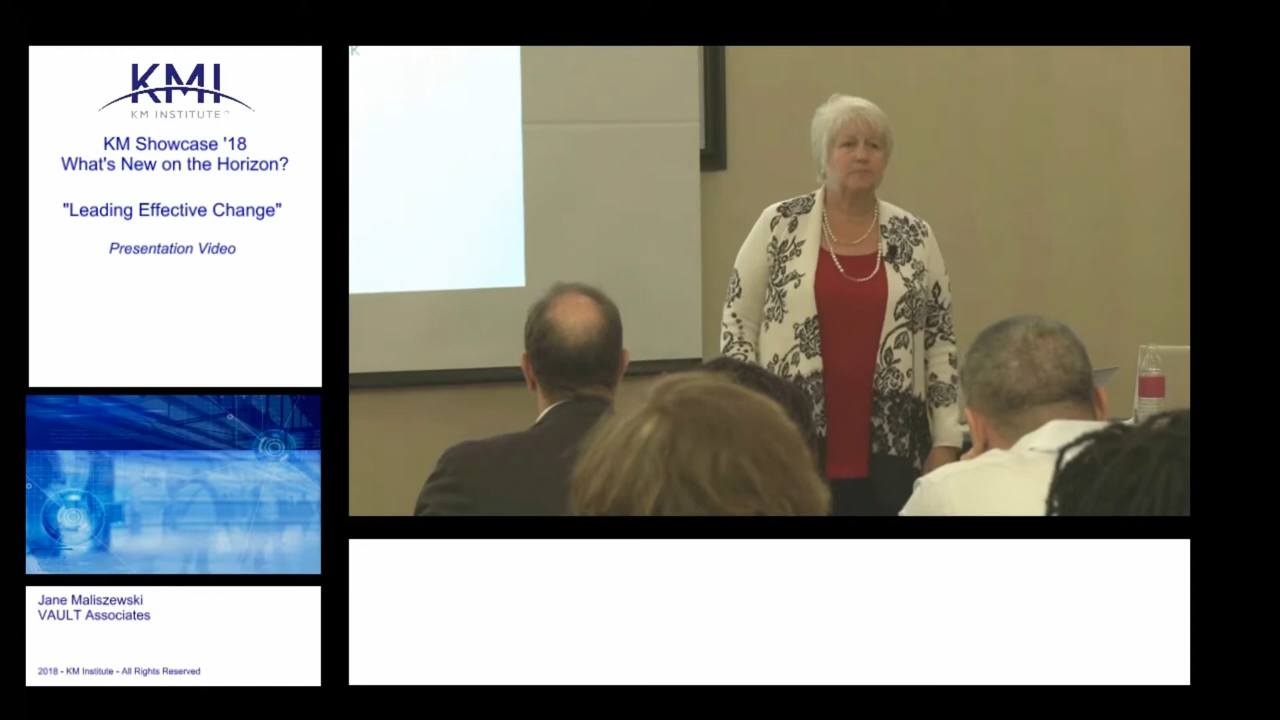 KMI
KM INSTITUTE
KM Showcase '18
What's New on the Horizon?
"Leading Effective Change"
Presentation Video
K
Jane Maliszewski
VAULT Associates
2018 - KM Institute - All Rights Reserved